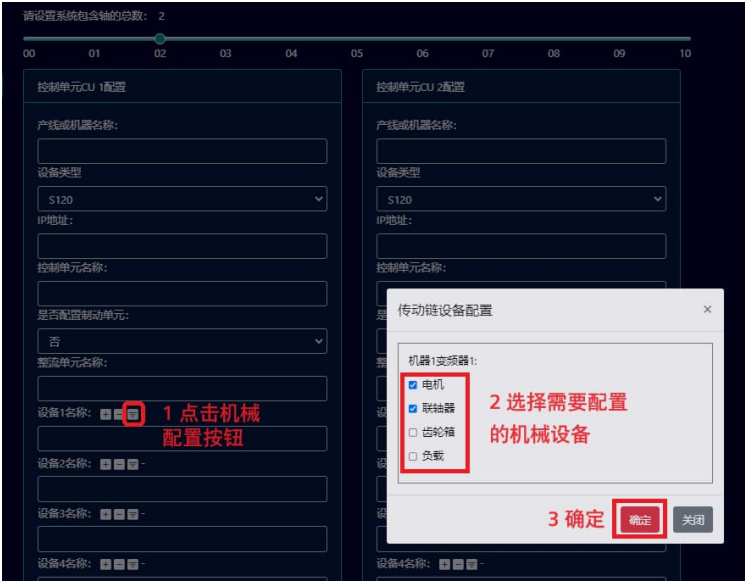 请设置系统包含轴的总数： 2
00 01 02 03 04 05 06 07 08 09 10
控制单元CU 1配置
产线或机器名称:
设备类型
S120
IP地址:
控制单元名称:
是否配置制动单元:
否
整流单元名称:
设备1名称:
1 点击机械
配置按钮
设备2名称: -
设备3名称: -
设备4名称: -
控制单元CU 2配置
产线或机器名称:
设备类型
S120
IP地址:
控制单元名称:
是
整
设
设
设
设备4名称: -
传动链设备配置 ×
机器1变频器1:
电机
联轴器
齿轮箱
负载
2 选择需要配置
的机械设备
3 确定
确定
关闭